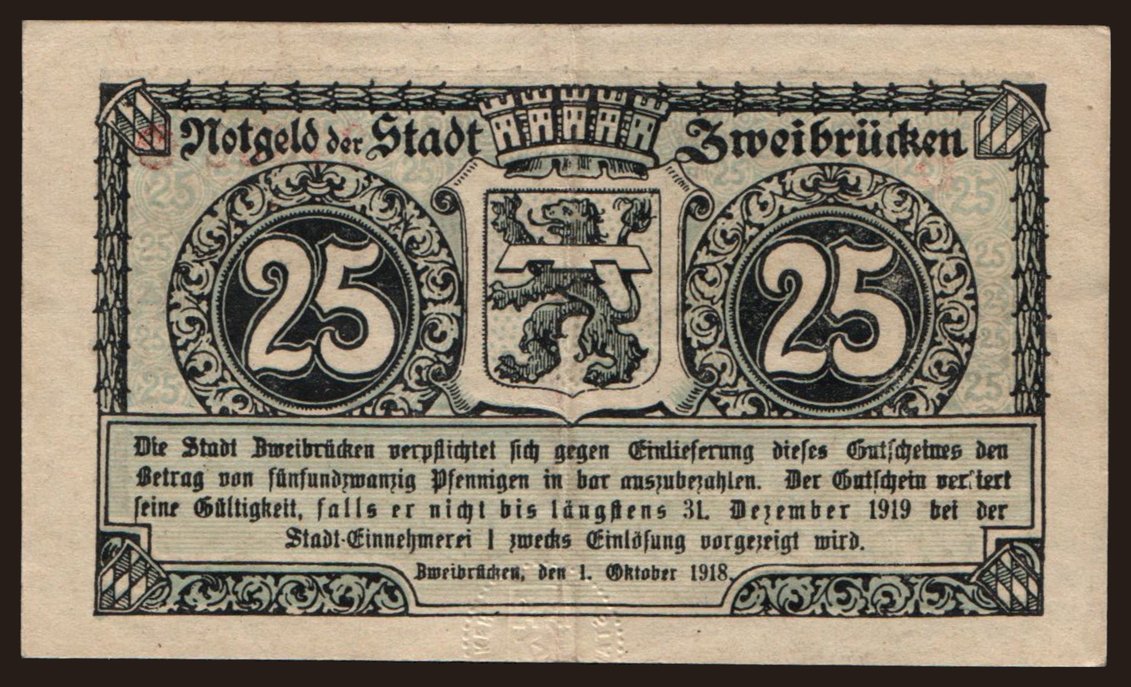 Notgeld der Stadt Zweibrücken
25 25
Die Stadt Zweibrücken verpflichtet sich gegen Einlieferung dieses Gutscheines den
Betrag von fünfundzwanzig Pfennigen in bar auszubezahlen. Der Gutschein verliert
seine Gültigkeit, falls er nicht bis längstens 31. Dezember 1919 bei der
Stadt-Einnehmerei I zwecks Einlösung vorgezeigt wird.
Zweibrücken, den 1. Oktober 1918.